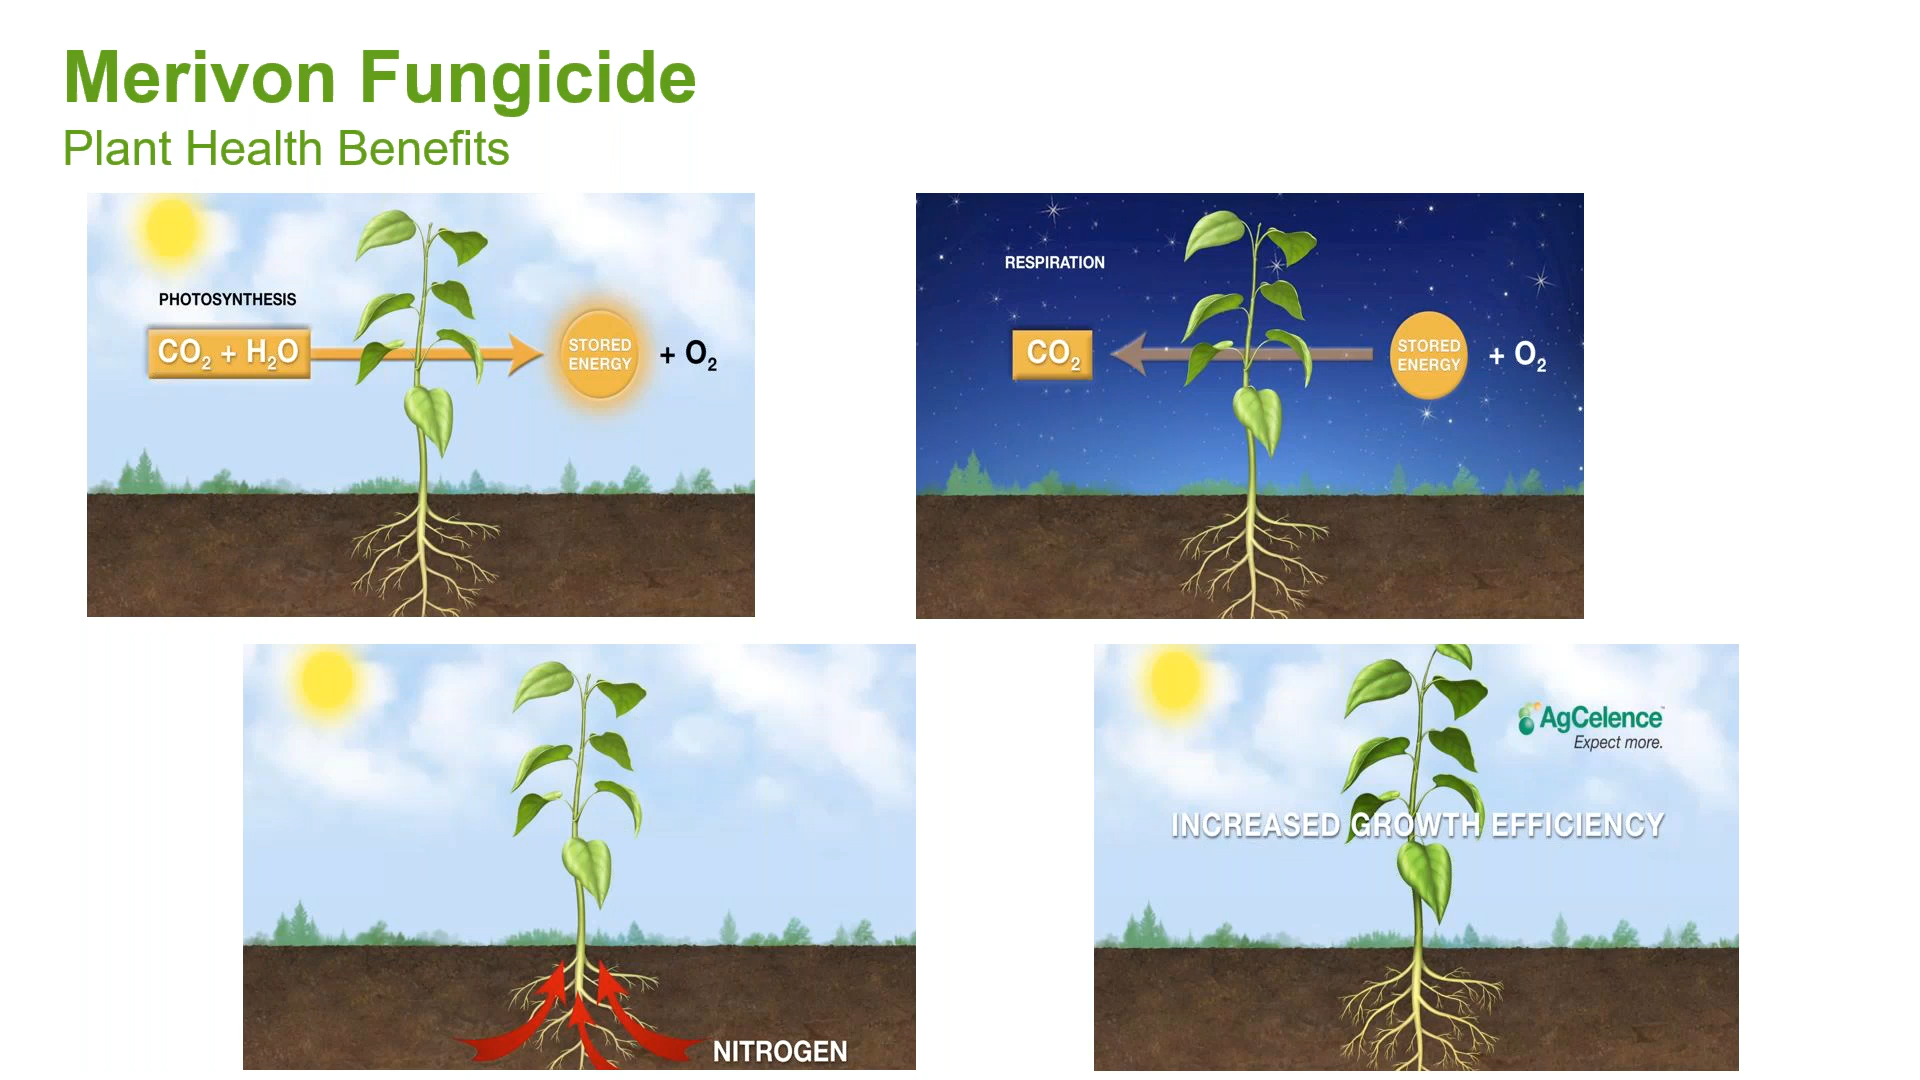 Merivon Fungicide
Plant Health Benefits
PHOTOSYNTHESIS
CO₂ + H₂O
STORED
ENERGY
+ O₂
RESPIRATION
CO₂
STORED
ENERGY
+ O₂
NITROGEN
AgCelence™
Expect more.
INCREASED GROWTH EFFICIENCY